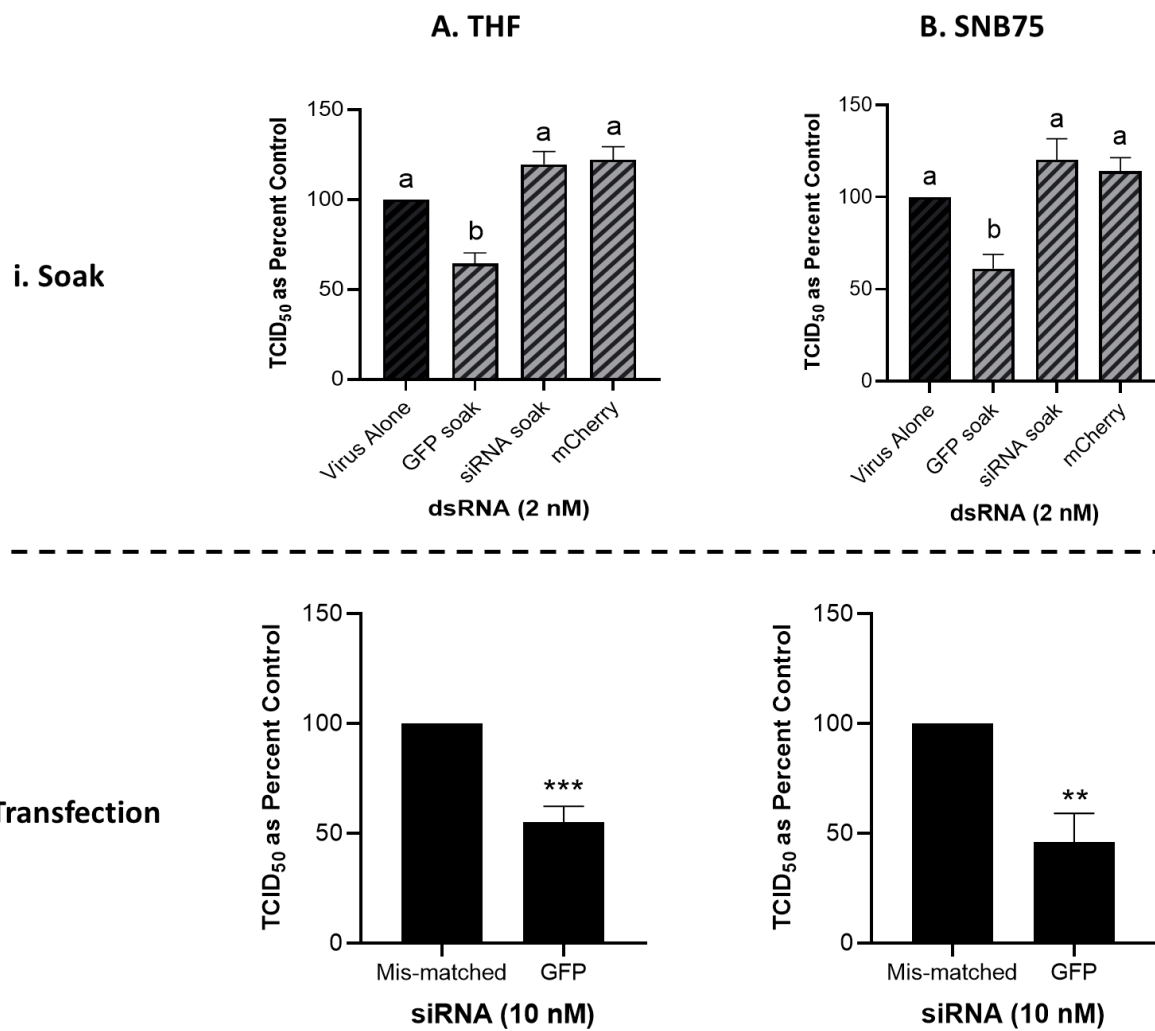 A. THF
B. SNB75
i. Soak
TCID50 as Percent Control
150
100
50
0
a
b
a
a
Virus Alone
GFP soak
siRNA soak
mCherry
dsRNA (2 nM)
TCID50 as Percent Control
150
100
50
0
a
b
a
a
Virus Alone
GFP soak
siRNA soak
mCherry
dsRNA (2 nM)
Transfection
TCID50 as Percent Control
150
100
50
0
***
Mis-matched
GFP
siRNA (10 nM)
TCID50 as Percent Control
150
100
50
0
**
Mis-matched
GFP
siRNA (10 nM)